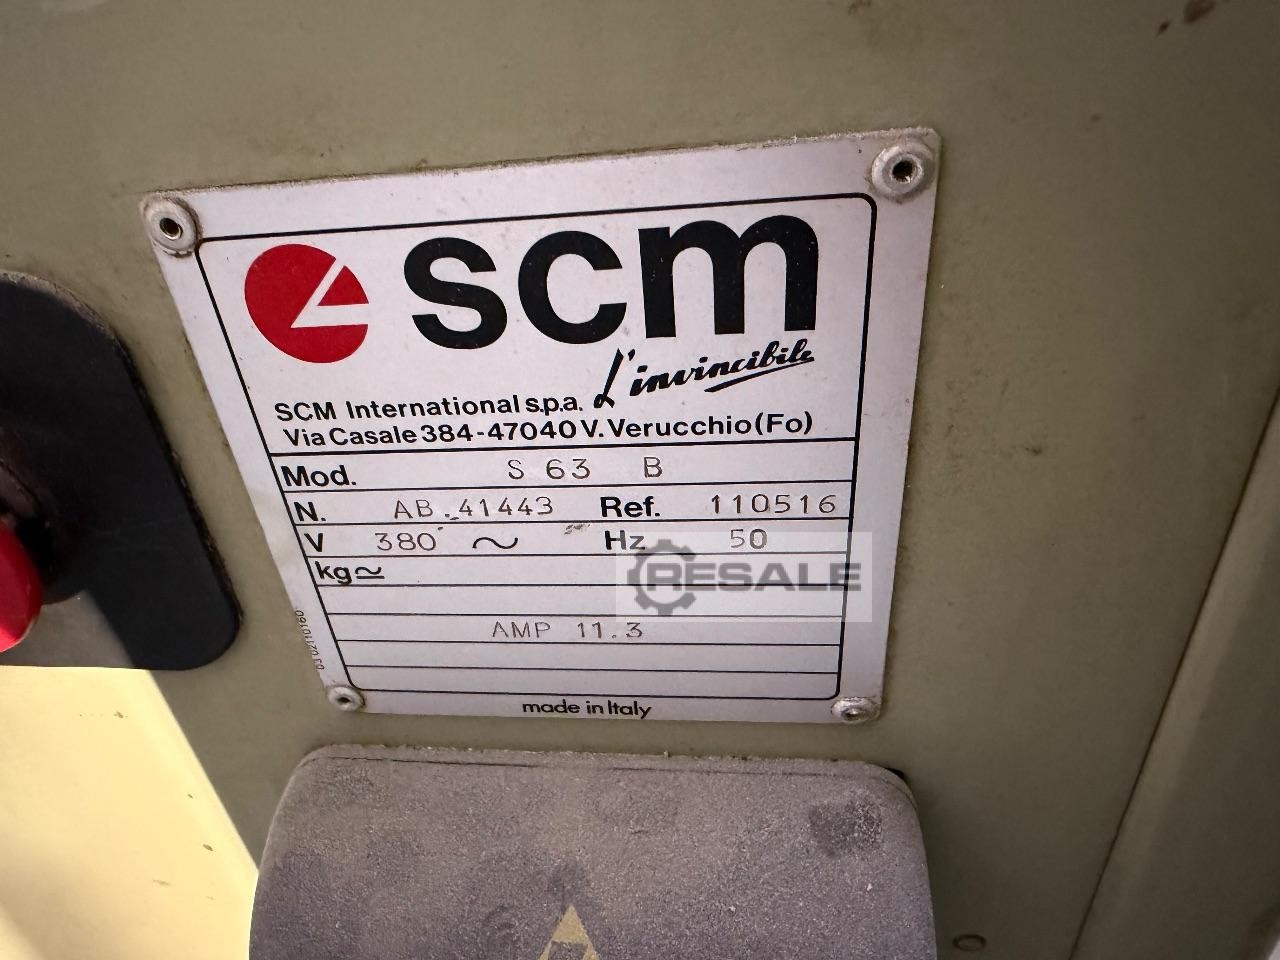 scm
L'invincibile
SCM International s.p.a.
Via Casale 384-47040 V. Verucchio (Fo)
Mod. S 63 B
N. AB.41443 Ref. 110516
V 380 ~ Hz 50
kg≃
RESALE
AMP 11.3
made in Italy